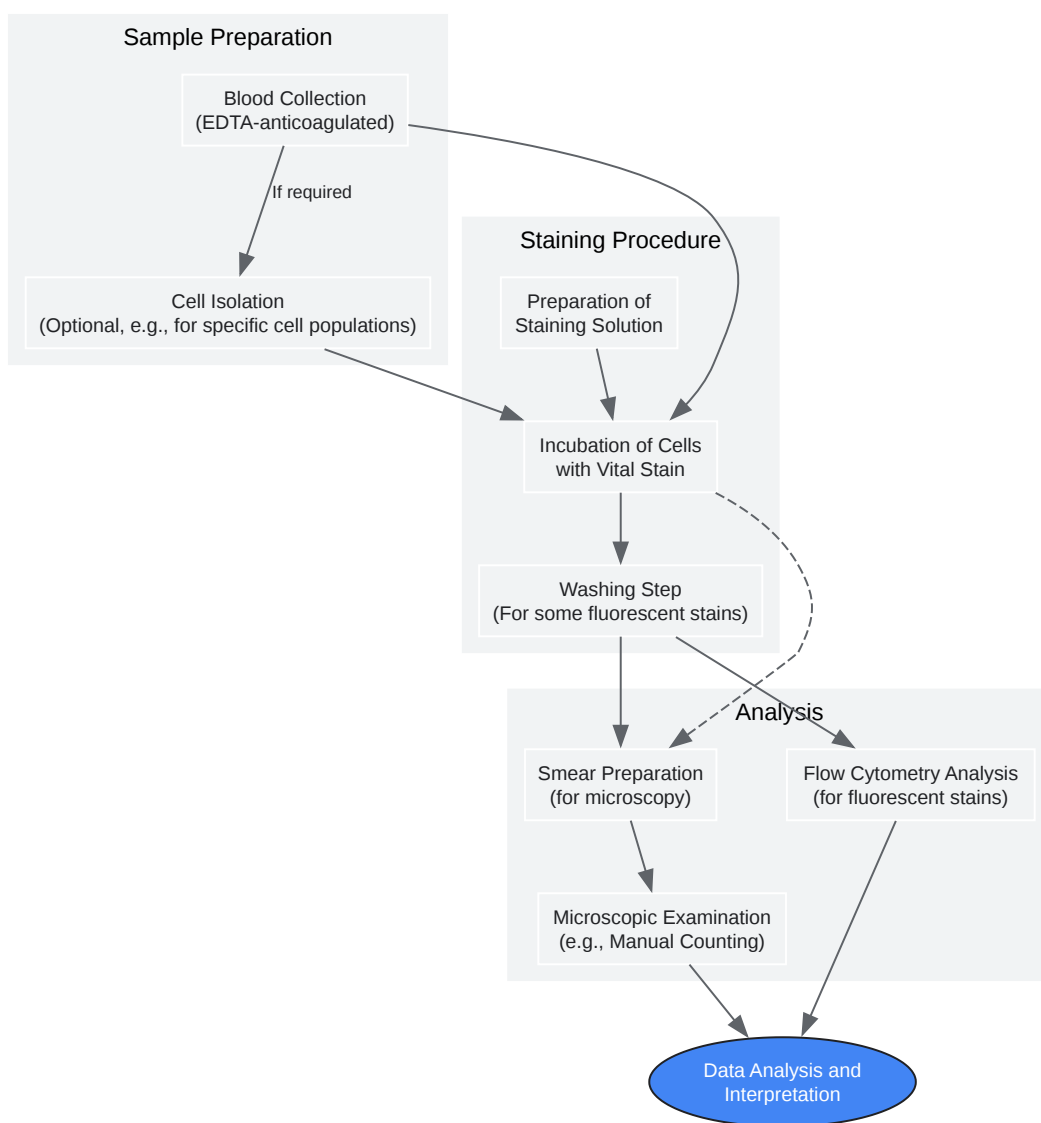 Sample Preparation
Blood Collection
(EDTA-anticoagulated)
If required
Cell Isolation
(Optional, e.g., for specific cell populations)
Staining Procedure
Preparation of
Staining Solution
Incubation of Cells
with Vital Stain
Washing Step
(For some fluorescent stains)
Analysis
Smear Preparation
(for microscopy)
Flow Cytometry Analysis
(for fluorescent stains)
Microscopic Examination
(e.g., Manual Counting)
Data Analysis and
Interpretation